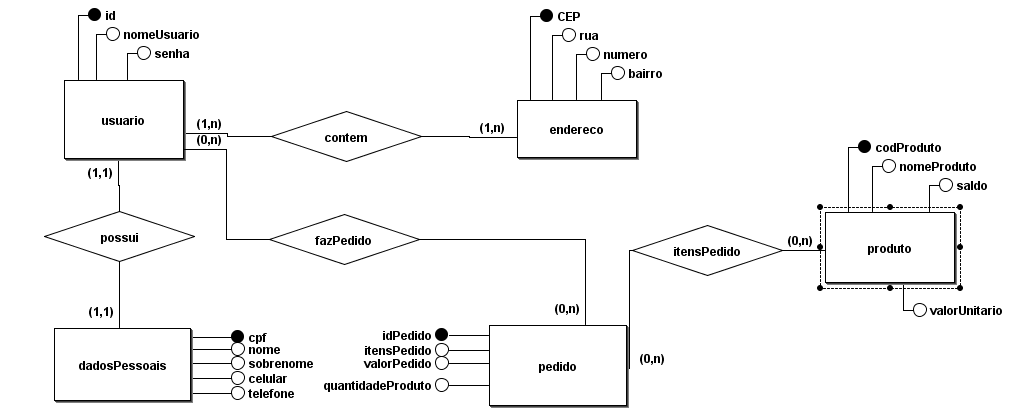 id
nomeUsuario
senha
usuario
(1,n)
(0,n)
contem
(1,n)
CEP
rua
numero
bairro
endereco
(1,1)
possui
(1,1)
fazPedido
(0,n)
itensPedido
(0,n)
codProduto
nomeProduto
saldo
produto
valorUnitario
dadosPessoais
cpf
nome
sobrenome
celular
telefone
idPedido
itensPedido
valorPedido
quantidadeProduto
pedido
(0,n)